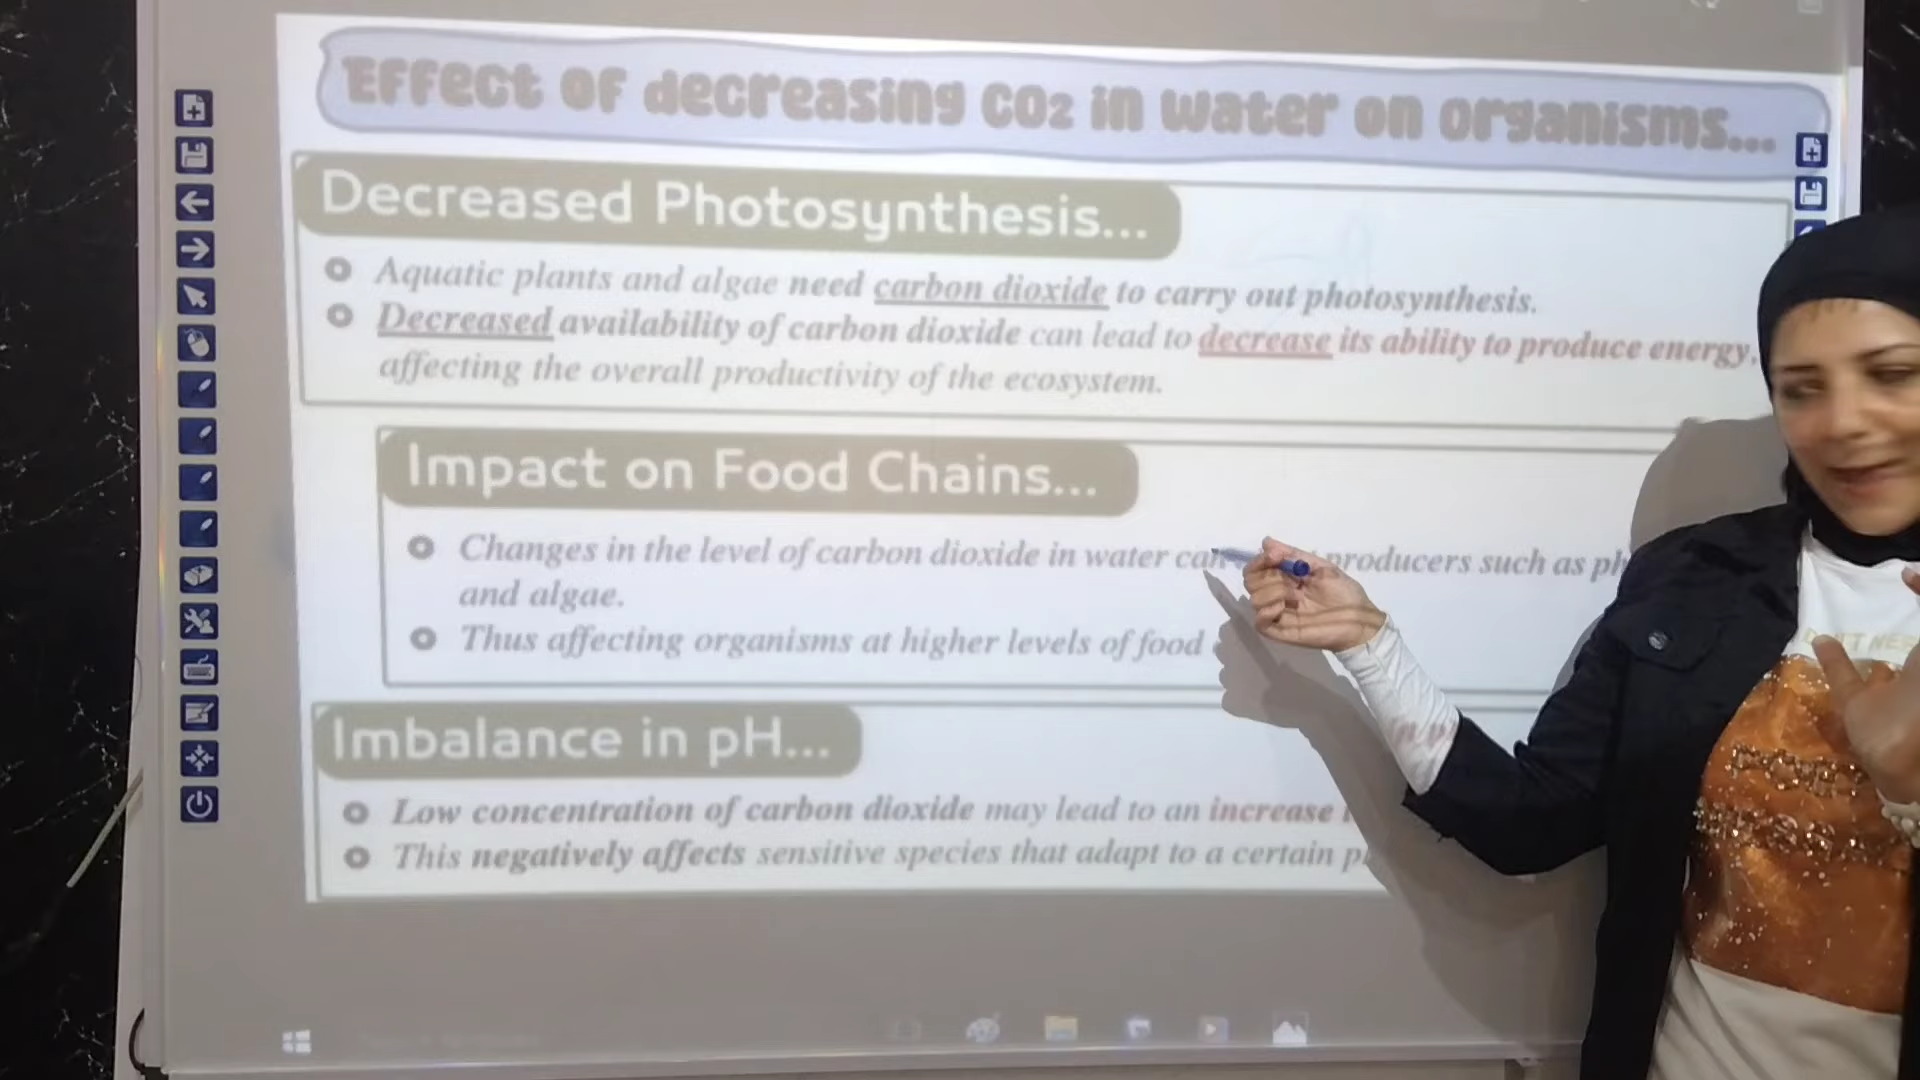 Effect of decreasing CO2 in water on organisms...
Decreased Photosynthesis...
Aquatic plants and algae need carbon dioxide to carry out photosynthesis.
Decreased availability of carbon dioxide can lead to decrease its ability to produce energy,
affecting the overall productivity of the ecosystem.
Impact on Food Chains...
Changes in the level of carbon dioxide in water can producers such as
and algae.
Thus affecting organisms at higher levels of food
Imbalance in pH...
Low concentration of carbon dioxide may lead to an increase
This negatively affects sensitive species that adapt to a certain